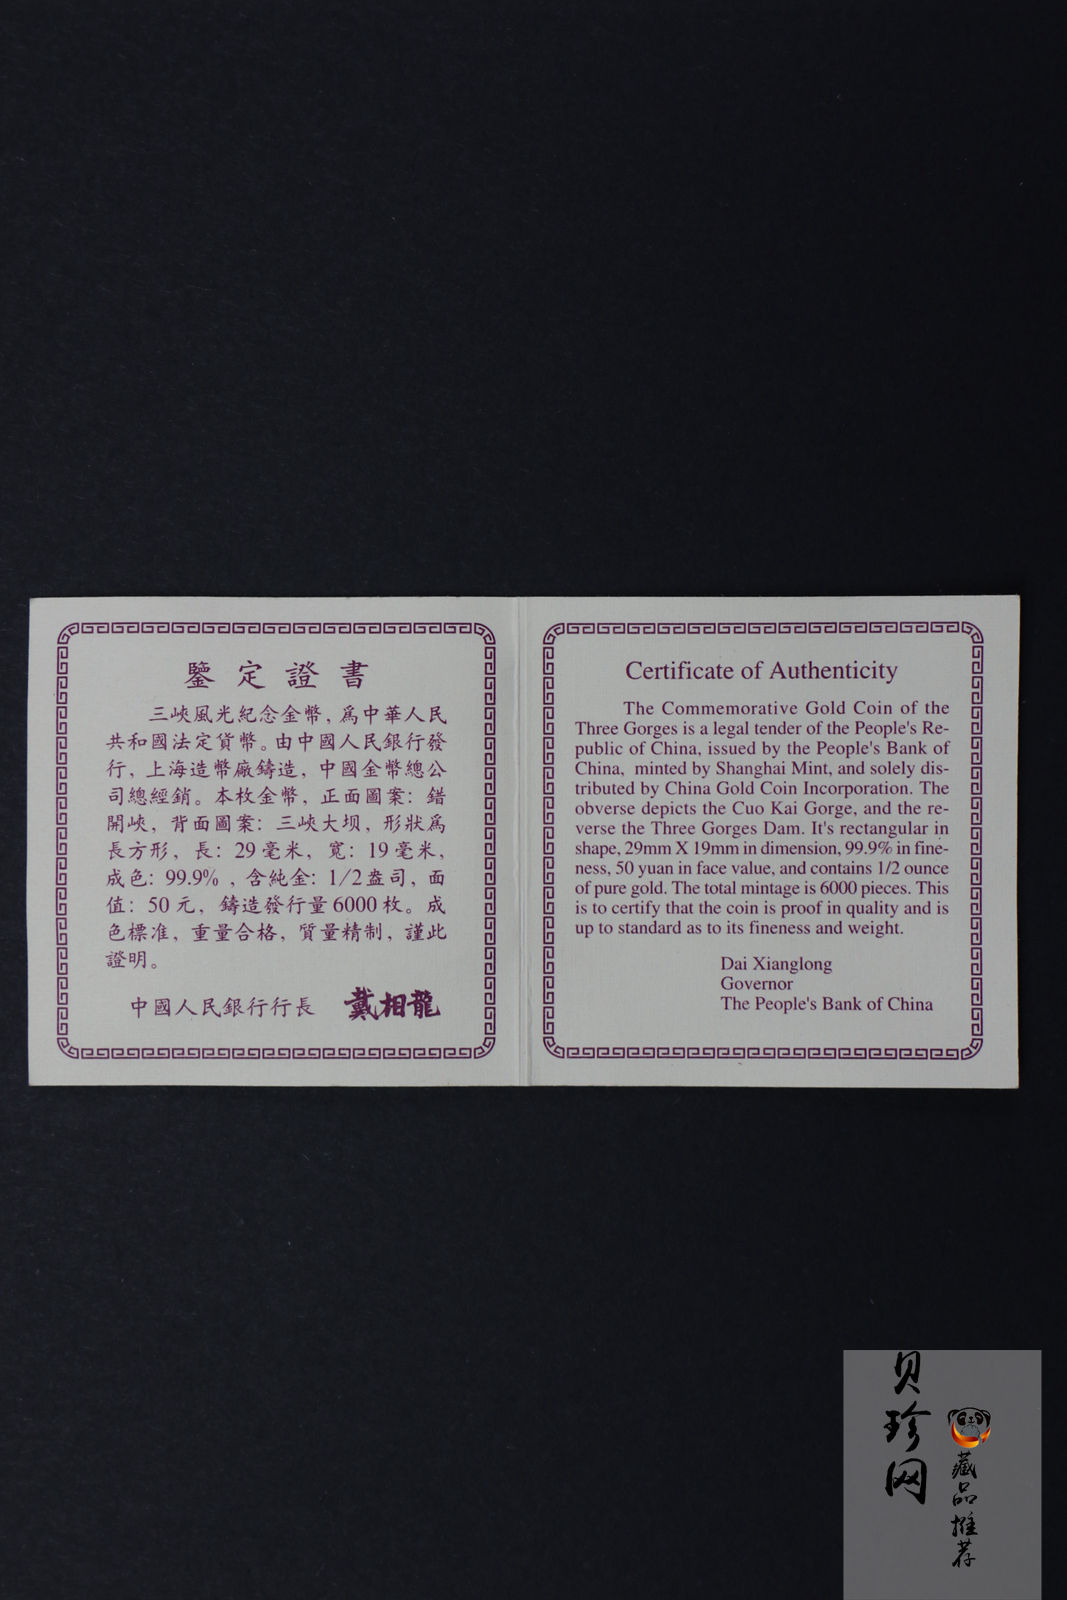 鑒定證書
三峽風光紀念金幣，爲中華人民
共和國法定貨幣。由中國人民銀行發
行，上海造幣廠鑄造，中國金幣總公
司總經銷。本枚金幣，正面圖案：錯
開峽，背面圖案：三峽大坝，形狀爲
長方形，長：29毫米，寬：19毫米，
成色：99.9%，含純金：1/2盎司，面
值：50元，鑄造發行量6000枚。成
色標准，重量合格，質量精制，謹此
證明。
中國人民銀行行長 戴相龍
Certificate of Authenticity
The Commemorative Gold Coin of the
Three Gorges is a legal tender of the People's Re-
public of China, issued by the People's Bank of
China, minted by Shanghai Mint, and solely dis-
tributed by China Gold Coin Incorporation. The
obverse depicts the Cuo Kai Gorge, and the re-
verse the Three Gorges Dam. It's rectangular in
shape, 29mm X 19mm in dimension, 99.9% in fine-
ness, 50 yuan in face value, and contains 1/2 ounce
of pure gold. The total mintage is 6000 pieces. This
is to certify that the coin is proof in quality and is
up to standard as to its fineness and weight.
Dai Xianglong
Governor
The People's Bank of China
贝珍网
藏品推荐